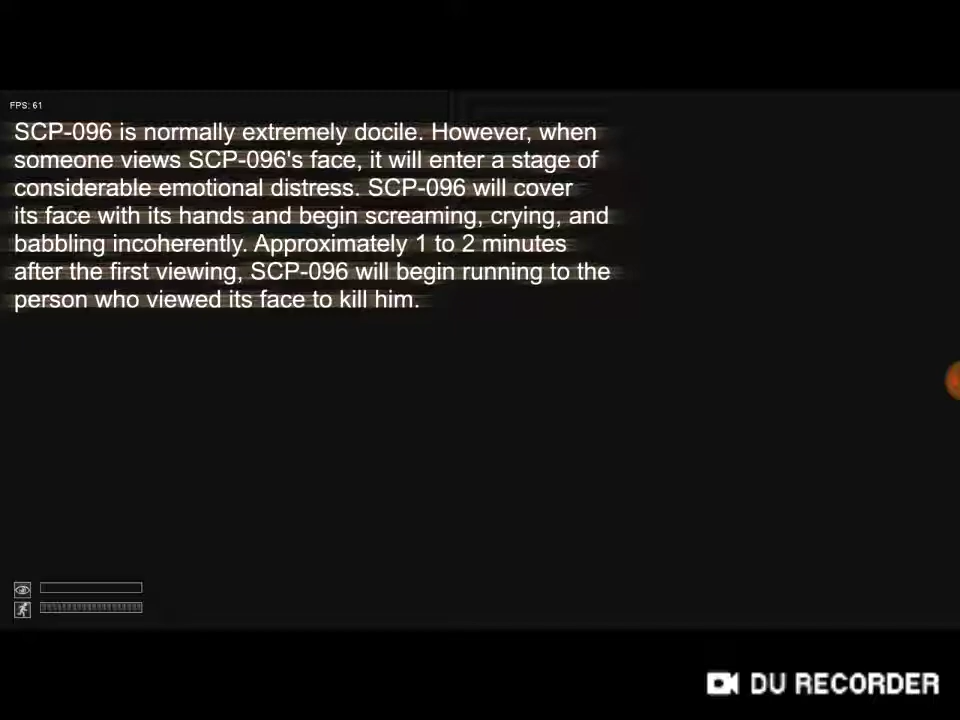 FPS: 61
SCP-096 is normally extremely docile. However, when
someone views SCP-096's face, it will enter a stage of
considerable emotional distress. SCP-096 will cover
its face with its hands and begin screaming, crying, and
babbling incoherently. Approximately 1 to 2 minutes
after the first viewing, SCP-096 will begin running to the
person who viewed its face to kill him.
DU RECORDER